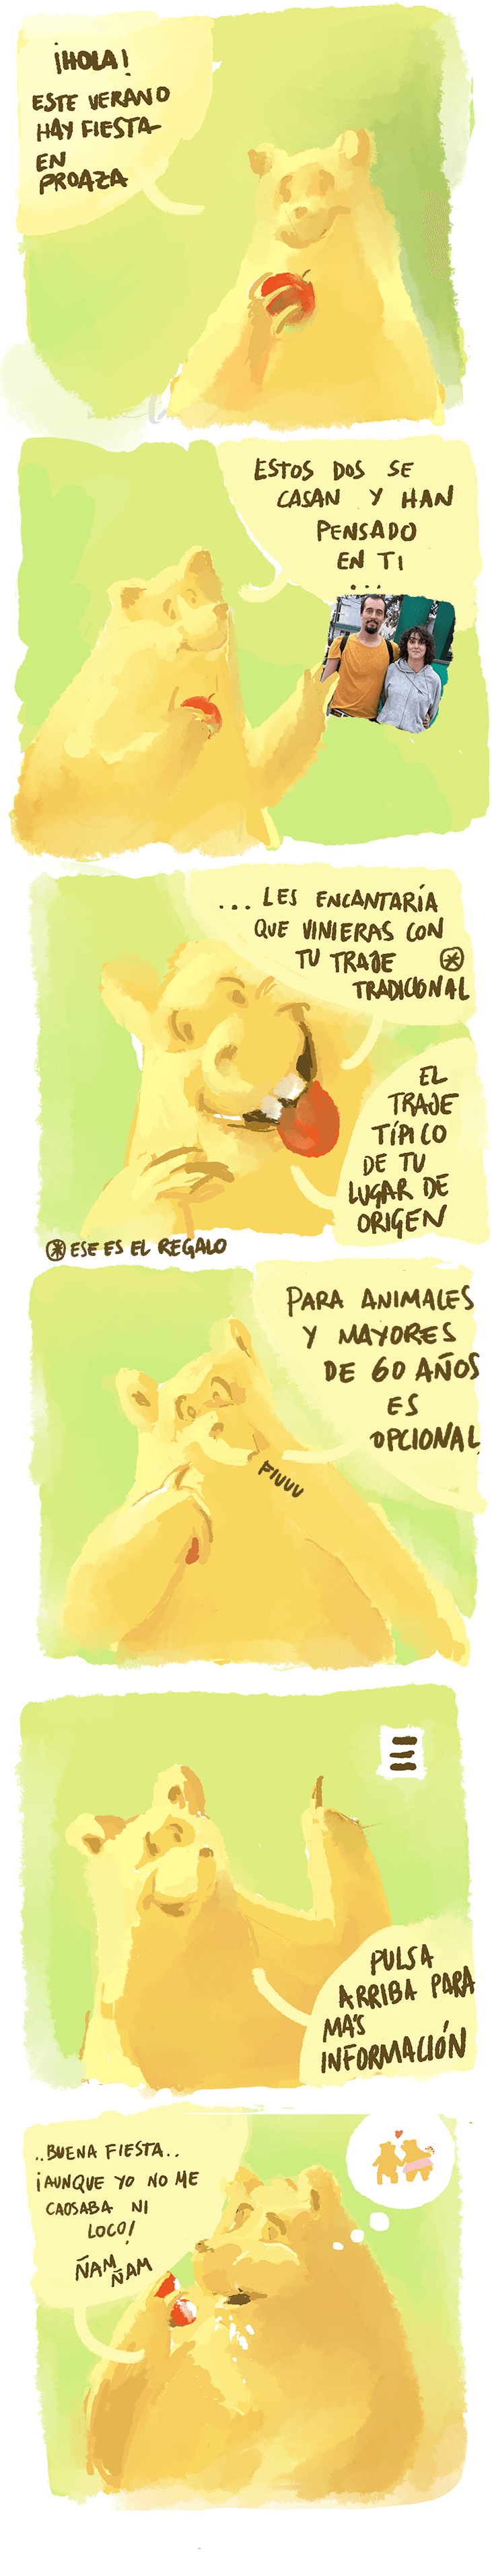 ¡HOLA!
ESTE VERANO
HAY FIESTA
EN
PROAZA
ESTOS DOS SE
CASAN Y HAN
PENSADO
EN TI
...
... LES ENCANTARÍA
QUE VINIERAS CON
TU TRAJE *
TRADICIONAL
EL
TRAJE
TÍPICO
DE TU
LUGAR DE
ORIGEN
* ESE ES EL REGALO
PARA ANIMALES
Y MAYORES
DE 60 AÑOS
ES
OPCIONAL
FIUUU
PULSA
ARRIBA PARA
MÁS
INFORMACIÓN
..BUENA FIESTA..
¡AUNQUE YO NO ME
CAOSABA NI
LOCO!
ÑAM
ÑAM